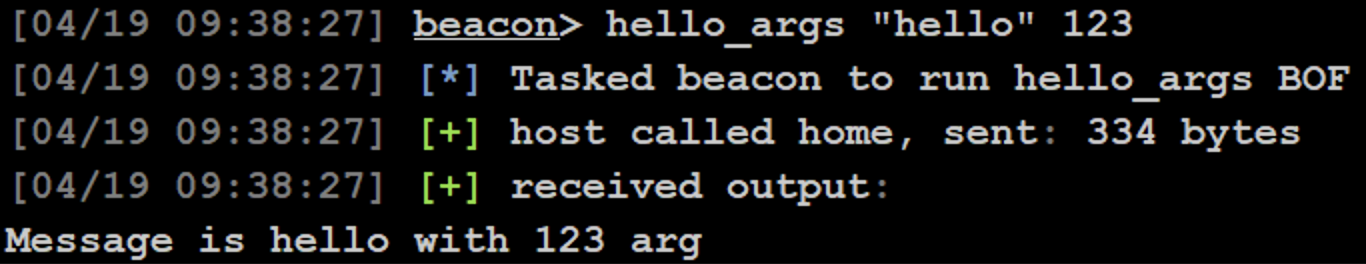 [04/19 09:38:27] beacon> hello_args "hello" 123
[04/19 09:38:27] [*] Tasked beacon to run hello_args BOF
[04/19 09:38:27] [+] host called home, sent: 334 bytes
[04/19 09:38:27] [+] received output:
Message is hello with 123 arg